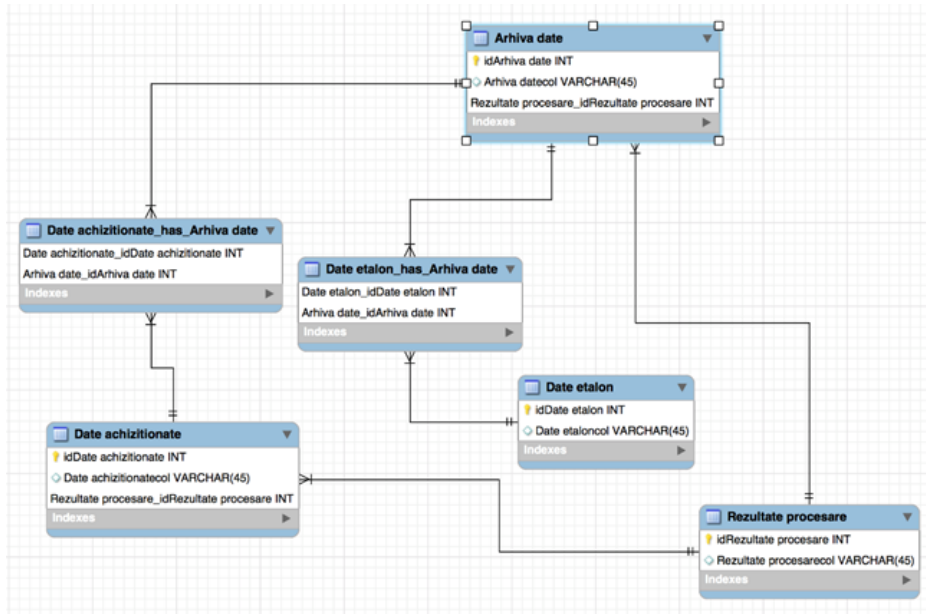 Arhiva date
idArhiva date INT
Arhiva datecol VARCHAR(45)
Rezultate procesare_idRezultate procesare INT
Indexes
Date achizitionate_has_Arhiva date
Date achizitionate_idDate achizitionate INT
Arhiva date_idArhiva date INT
Indexes
Date etalon_has_Arhiva date
Date etalon_idDate etalon INT
Arhiva date_idArhiva date INT
Indexes
Date etalon
idDate etalon INT
Date etaloncol VARCHAR(45)
Indexes
Date achizitionate
idDate achizitionate INT
Date achizitionatecol VARCHAR(45)
Rezultate procesare_idRezultate procesare INT
Indexes
Rezultate procesare
idRezultate procesare INT
Rezultate procesarecol VARCHAR(45)
Indexes